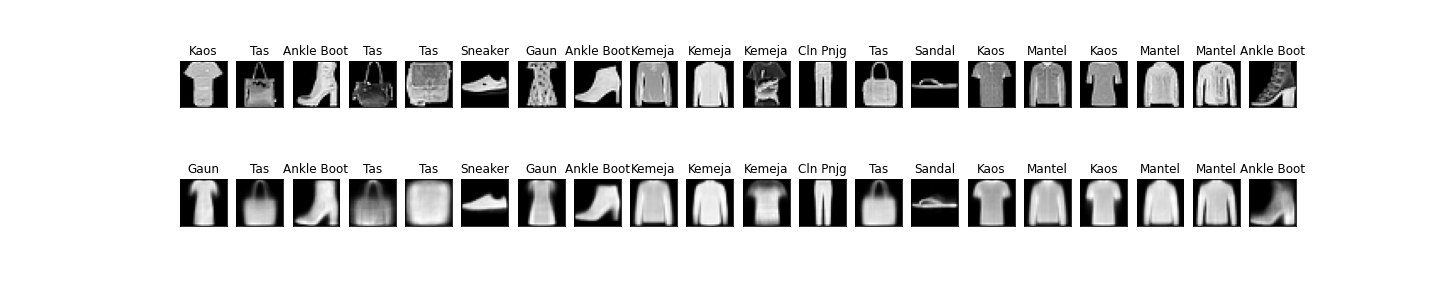 Kaos Tas Ankle Boot Tas Tas Sneaker Gaun Ankle Boot Kemeja Kemeja Kemeja Cln Pnjg Tas Sandal Kaos Mantel Kaos Mantel Mantel Ankle Boot
Gaun Tas Ankle Boot Tas Tas Sneaker Gaun Ankle Boot Kemeja Kemeja Kemeja Cln Pnjg Tas Sandal Kaos Mantel Kaos Mantel Mantel Ankle Boot